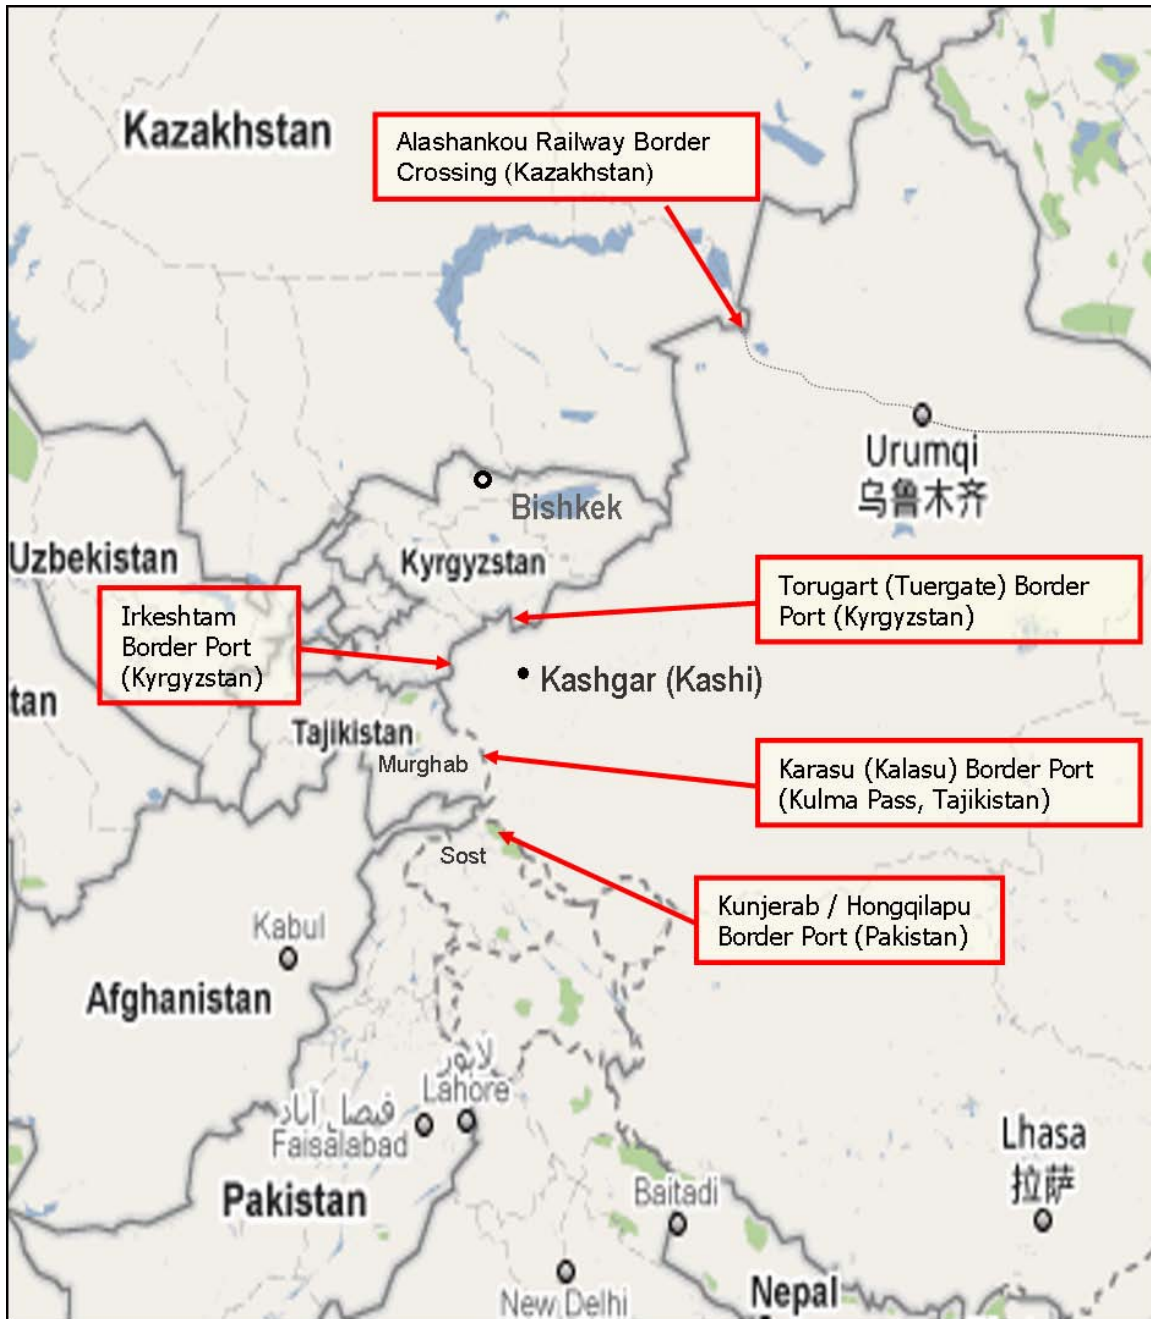 Kazakhstan
Alashankou Railway Border
Crossing (Kazakhstan)
Urumqi
乌鲁木齐
Bishkek
Kyrgyzstan
Uzbekistan
Torugart (Tuergate) Border
Port (Kyrgyzstan)
Irkeshtam
Border Port
(Kyrgyzstan)
Kashgar (Kashi)
tan
Tajikistan
Murghab
Karasu (Kalasu) Border Port
(Kulma Pass, Tajikistan)
Sost
Kunjerab / Hongqilapu
Border Port (Pakistan)
Kabul
Afghanistan
لاہور
Lahore
فیصل آباد
Faisalabad
Lhasa
拉萨
Pakistan
Baitadi
Nepal
New Delhi